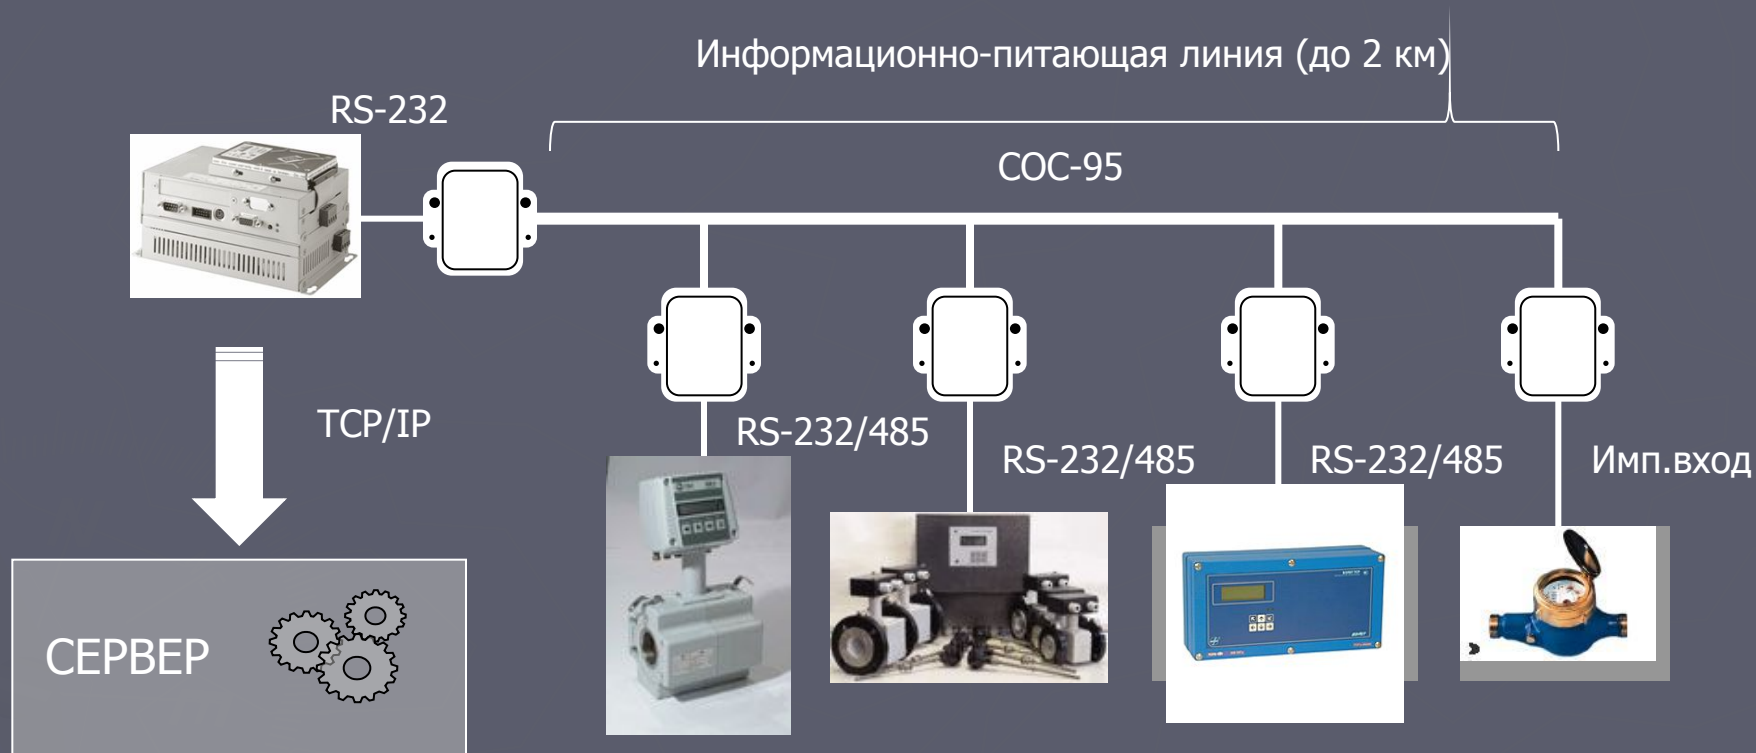 Информационно-питающая линия (до 2 км)
RS-232
СОС-95
TCP/IP
RS-232/485
RS-232/485
RS-232/485
Имп.вход
СЕРВЕР